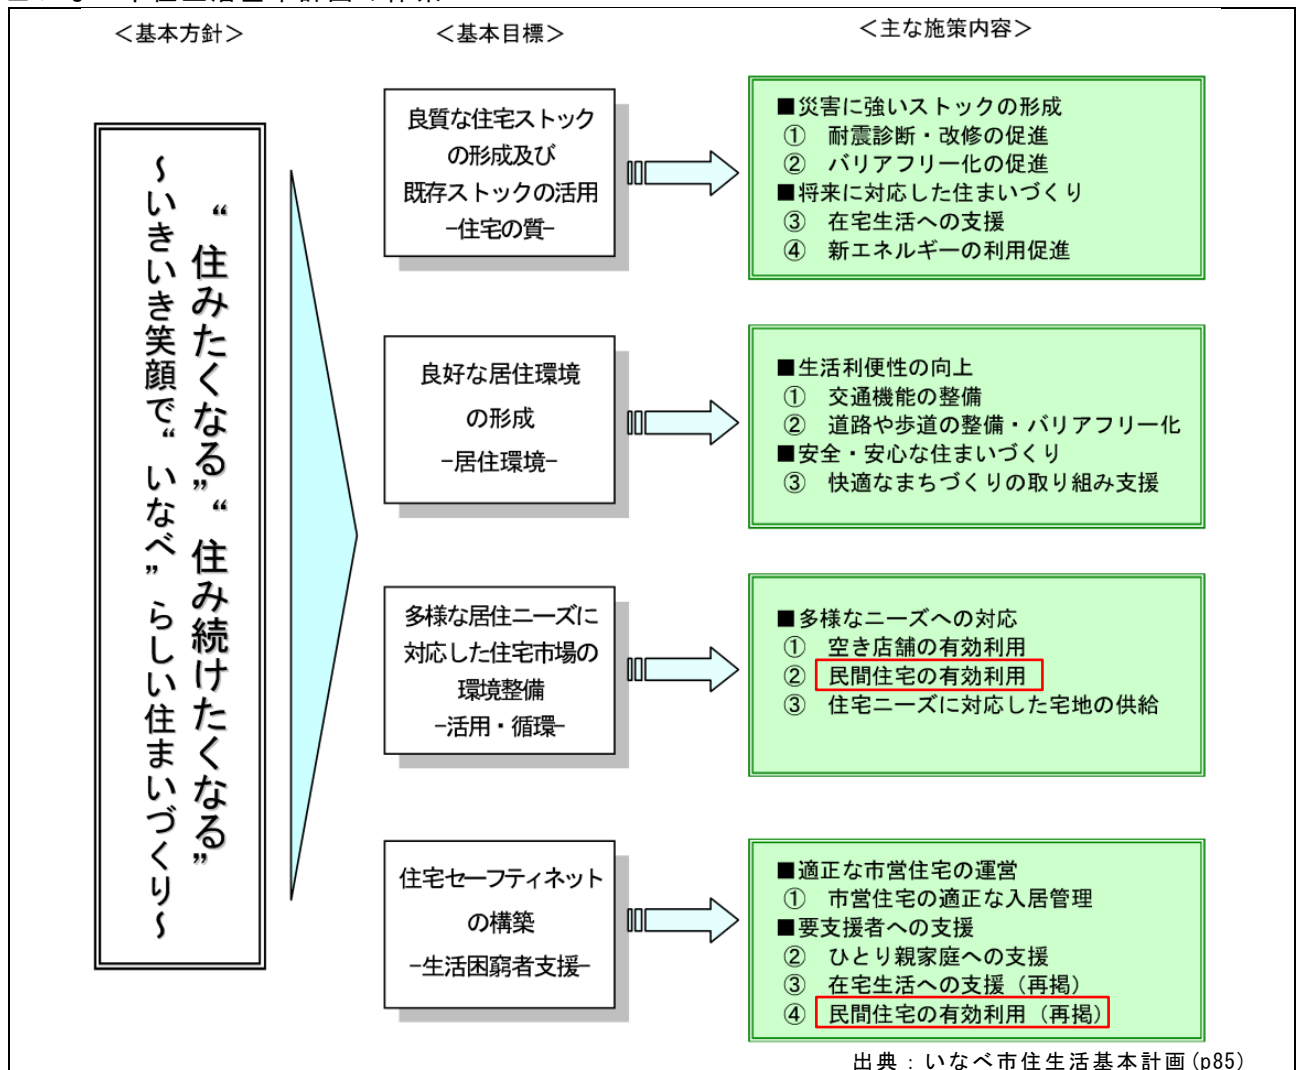 ＜基本方針＞
＜基本目標＞
＜主な施策内容＞
“住みたくなる”“住み続けたくなる”
～いきいき笑顔で“いなべ”らしい住まいづくり～
良質な住宅ストック
の形成及び
既存ストックの活用
－住宅の質－
■災害に強いストックの形成
①　耐震診断・改修の促進
②　バリアフリー化の促進
■将来に対応した住まいづくり
③　在宅生活への支援
④　新エネルギーの利用促進
良好な居住環境
の形成
－居住環境－
■生活利便性の向上
①　交通機能の整備
②　道路や歩道の整備・バリアフリー化
■安全・安心な住まいづくり
③　快適なまちづくりの取り組み支援
多様な居住ニーズに
対応した住宅市場の
環境整備
－活用・循環－
■多様なニーズへの対応
①　空き店舗の有効利用
②　民間住宅の有効利用
③　住宅ニーズに対応した宅地の供給
住宅セーフティネット
の構築
－生活困窮者支援－
■適正な市営住宅の運営
①　市営住宅の適正な入居管理
■要支援者への支援
②　ひとり親家庭への支援
③　在宅生活への支援（再掲）
④　民間住宅の有効利用（再掲）
出典：いなべ市住生活基本計画(p85)